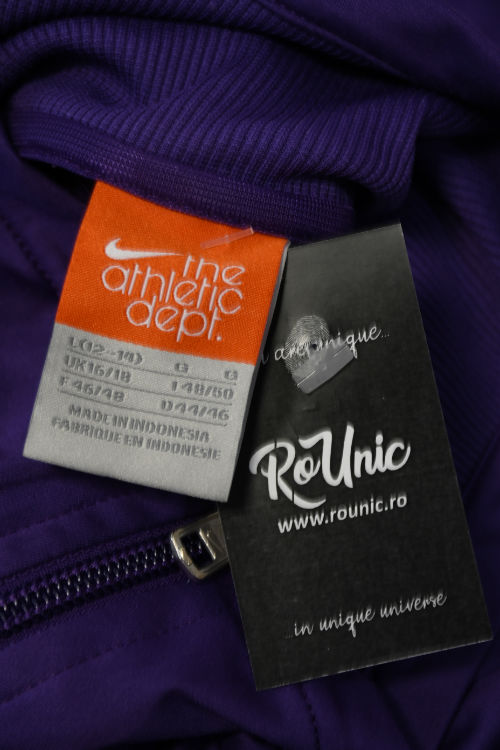 the
athletic
dept.
L(12-14) G G
UK16/18 I 48/50
F 46/48 D44/46
MADE IN INDONESIA
FABRIQUE EN INDONESIE
unique...
RoUnic
www.rounic.ro
...in unique universe